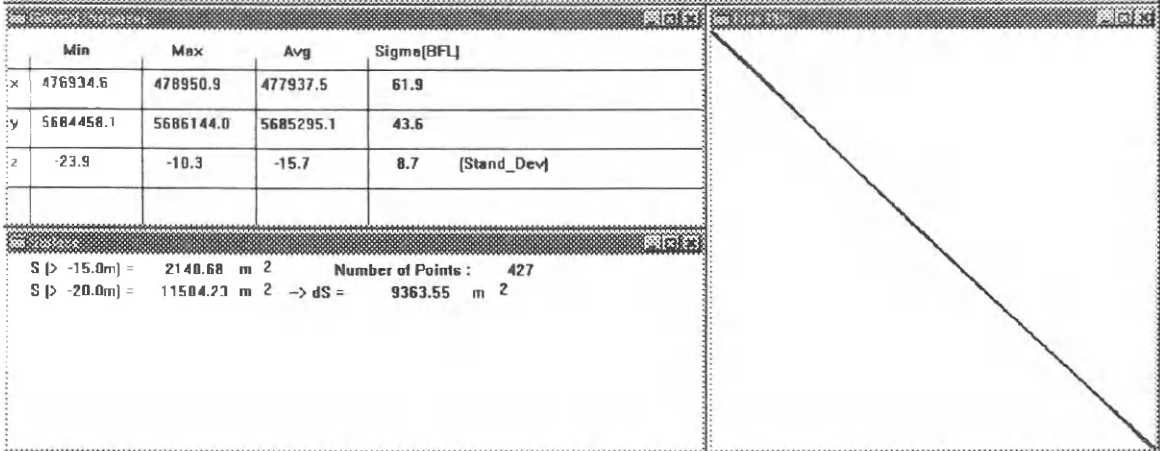 Min Max Avg Sigma(BFL)
x 476934.6 478950.9 477937.5 61.9
y 5684458.1 5686144.0 5685295.1 43.6
z -23.9 -10.3 -15.7 8.7 (Stand_Dev)
S (> -15.0m) = 2140.68 m 2 Number of Points : 427
S (> -20.0m) = 11504.23 m 2 -> dS = 9363.55 m 2